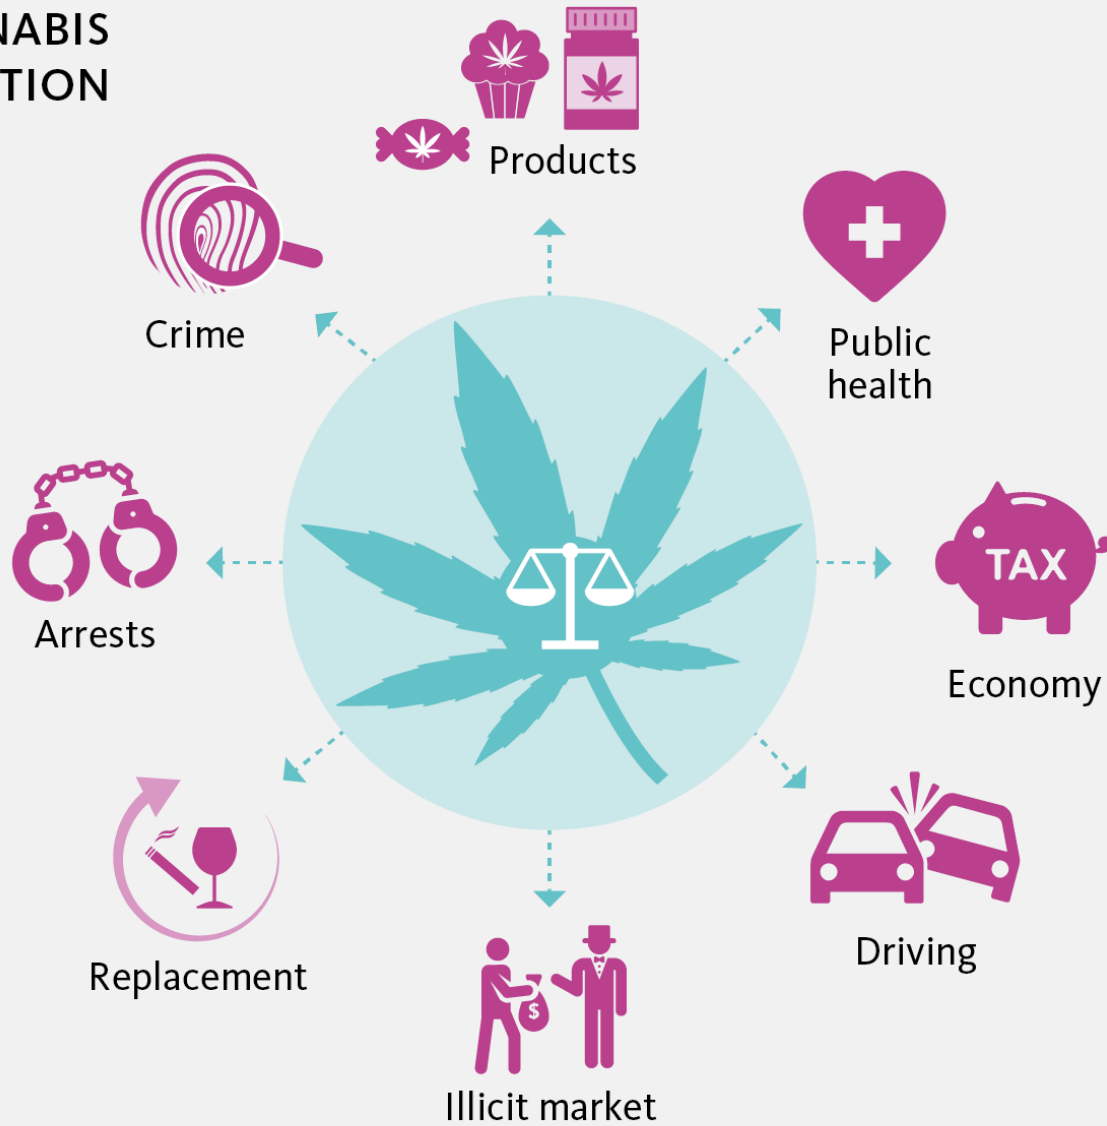 NABIS
TION
Products
Crime
Public
health
Arrests
TAX
Economy
Replacement
Driving
$
Illicit market